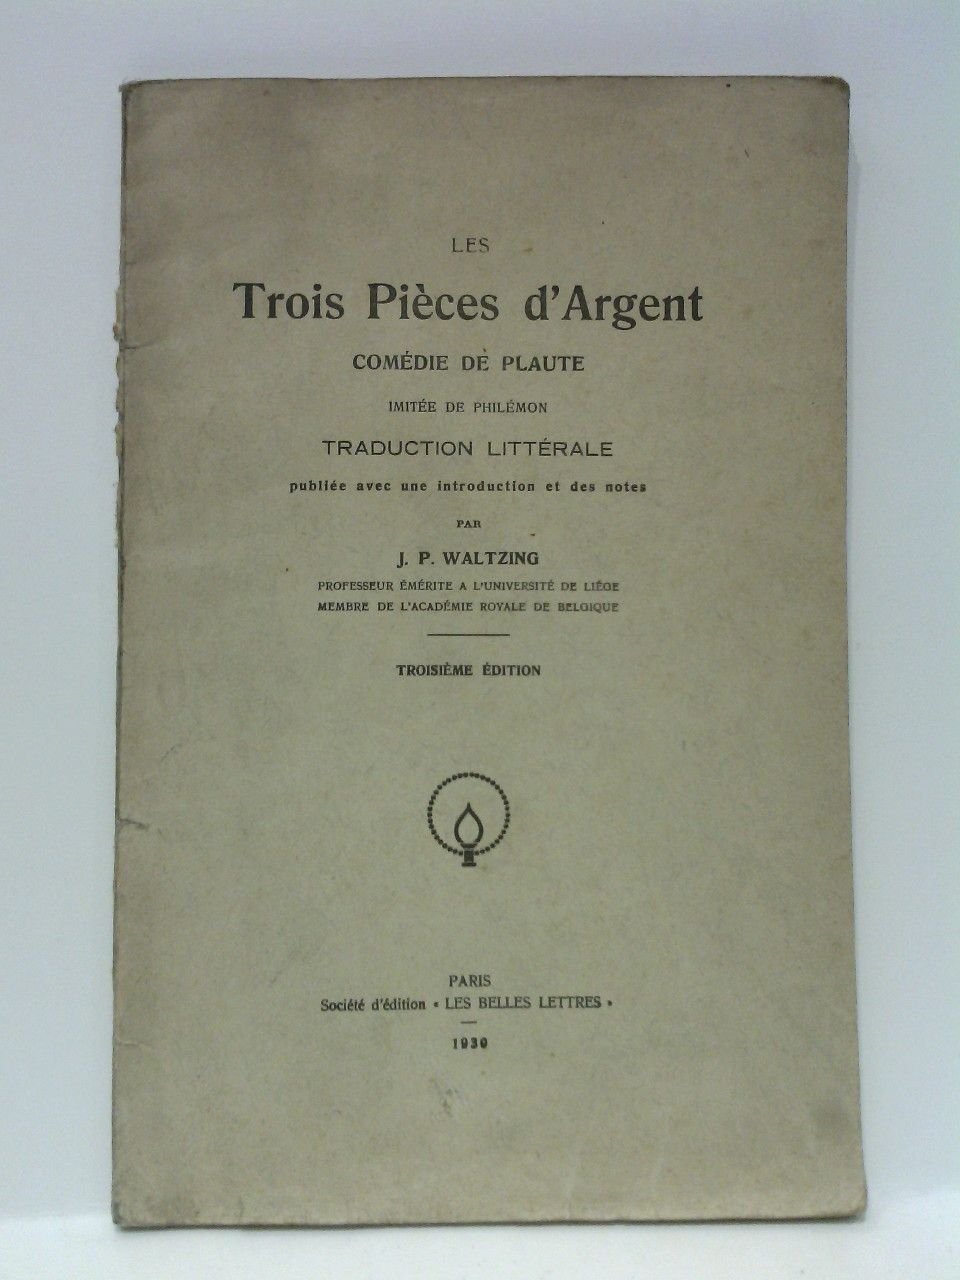 LES
Trois Pièces d'Argent
COMÉDIE DE PLAUTE
IMITÉE DE PHILÉMON
TRADUCTION LITTÉRALE
publiée avec une introduction et des notes
PAR
J. P. WALTZING
PROFESSEUR ÉMÉRITE A L'UNIVERSITÉ DE LIÉGE
MEMBRE DE L'ACADÉMIE ROYALE DE BELGIQUE
TROISIÈME ÉDITION
PARIS
Société d'édition « LES BELLES LETTRES »
1930